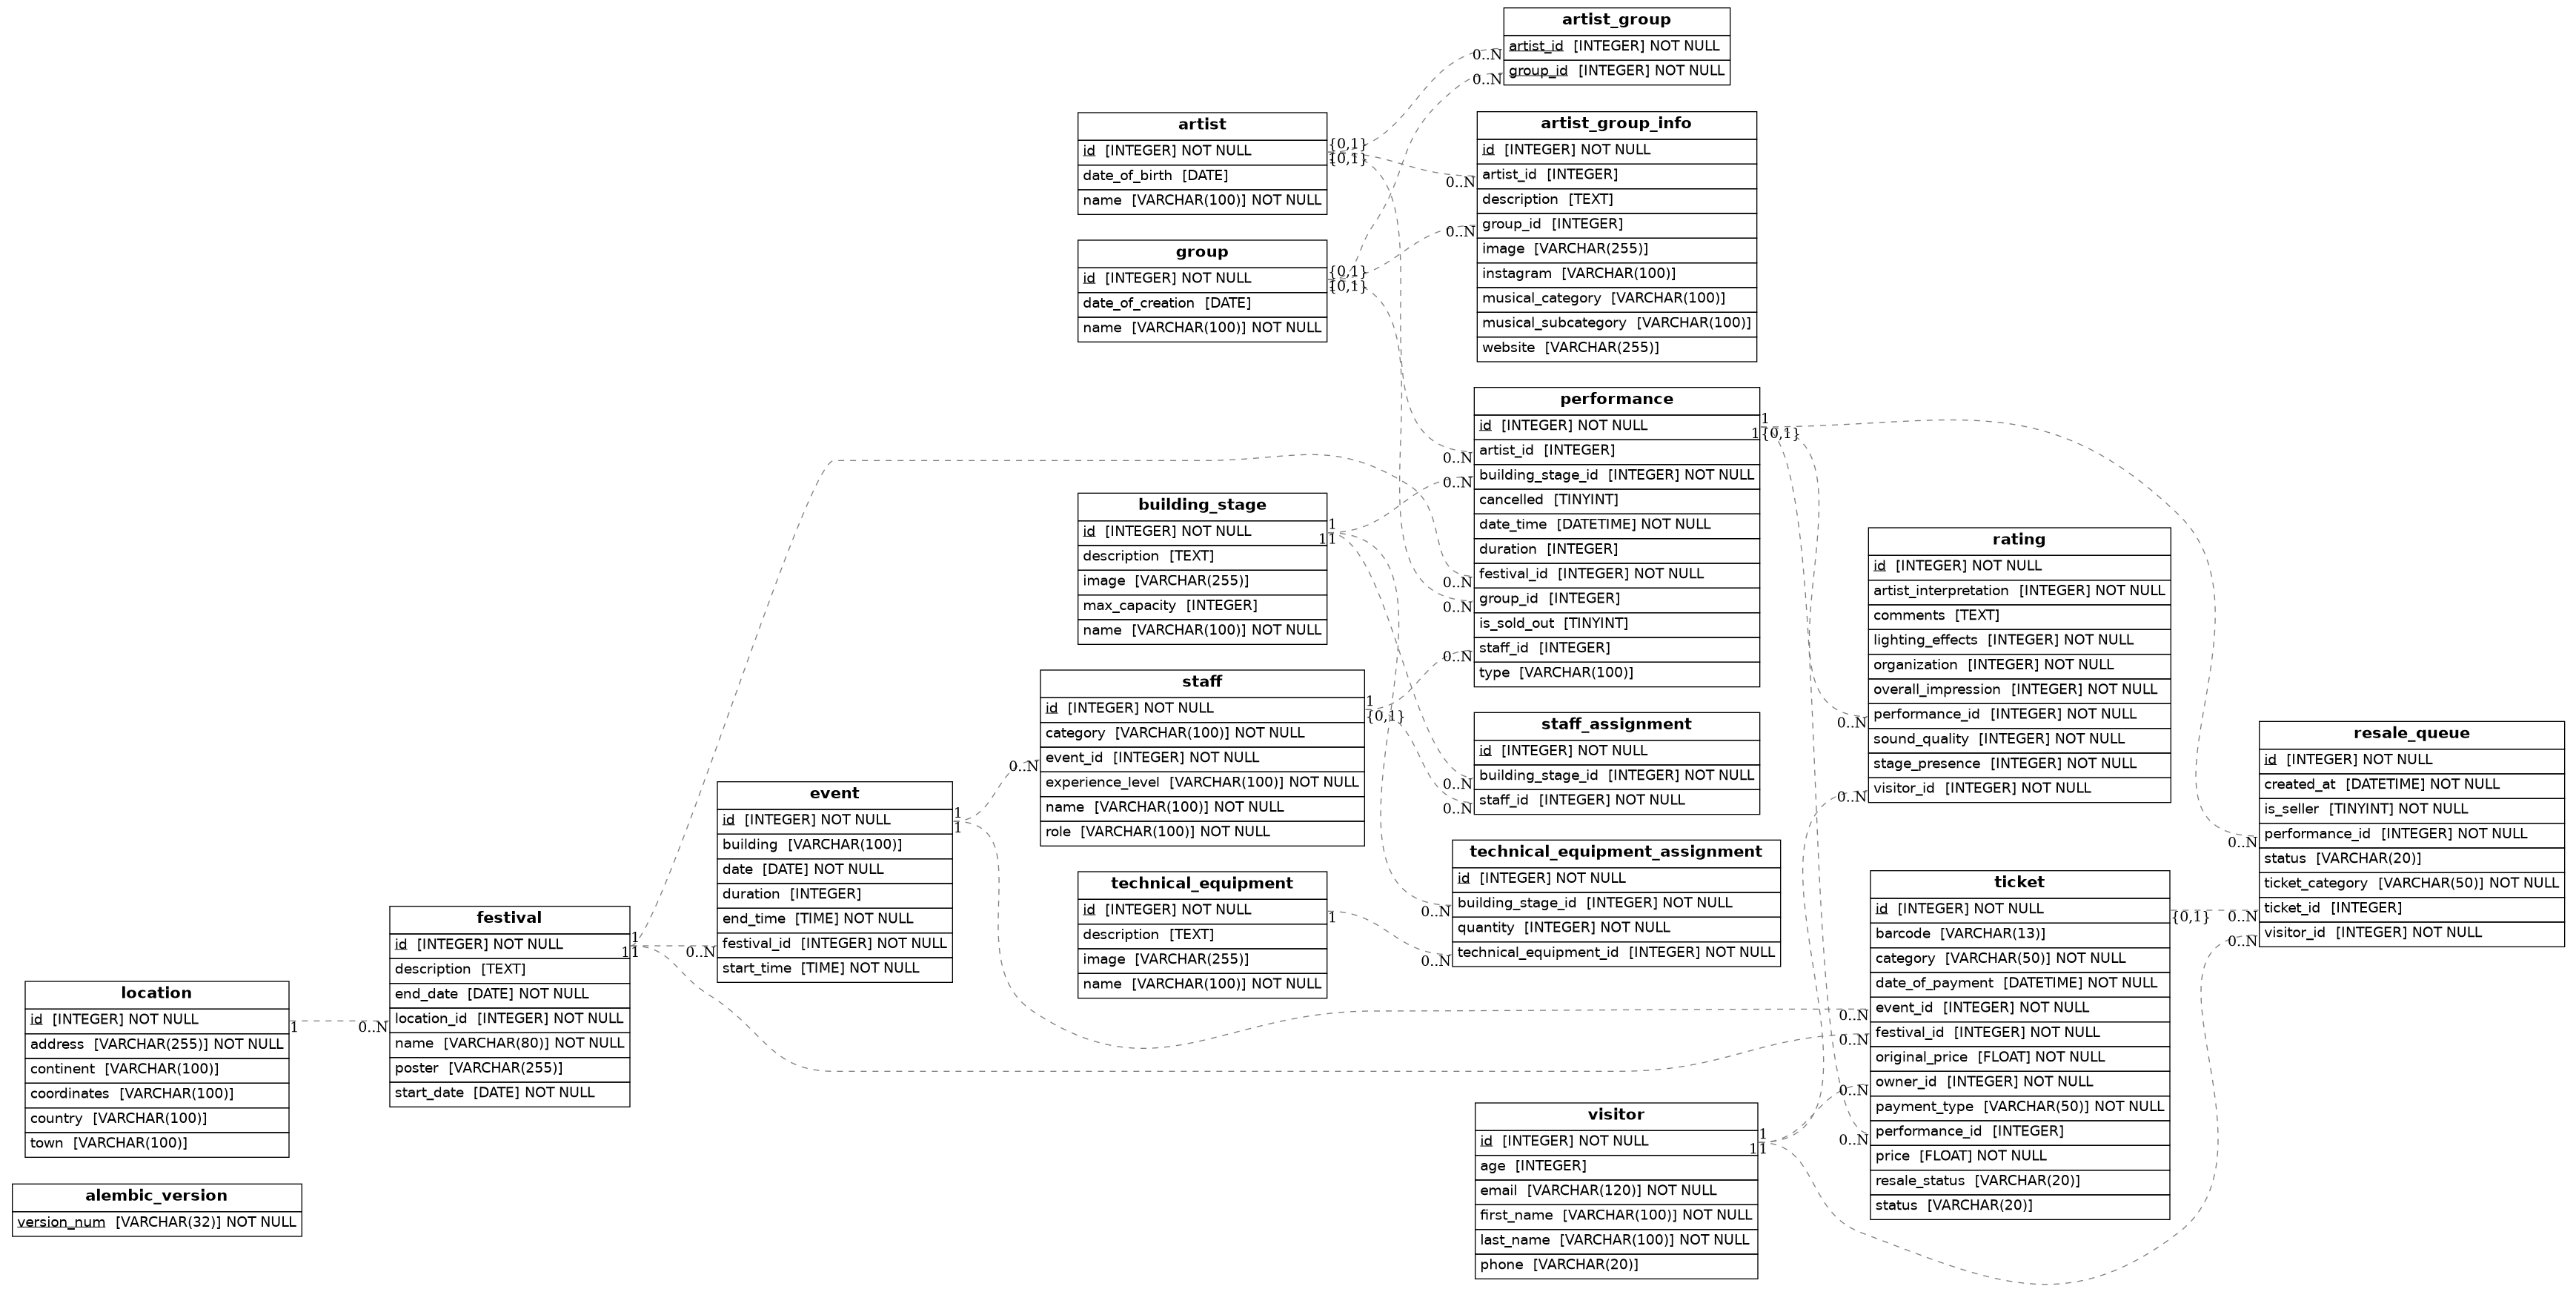 artist_group
artist_id [INTEGER] NOT NULL
group_id [INTEGER] NOT NULL
0..N
0..N
artist
id [INTEGER] NOT NULL
date_of_birth [DATE]
name [VARCHAR(100)] NOT NULL
{0,1}
{0,1}
artist_group_info
id [INTEGER] NOT NULL
artist_id [INTEGER]
description [TEXT]
group_id [INTEGER]
image [VARCHAR(255)]
instagram [VARCHAR(100)]
musical_category [VARCHAR(100)]
musical_subcategory [VARCHAR(100)]
website [VARCHAR(255)]
0..N
0..N
group
id [INTEGER] NOT NULL
date_of_creation [DATE]
name [VARCHAR(100)] NOT NULL
{0,1}
{0,1}
performance
id [INTEGER] NOT NULL
artist_id [INTEGER]
building_stage_id [INTEGER] NOT NULL
cancelled [TINYINT]
date_time [DATETIME] NOT NULL
duration [INTEGER]
festival_id [INTEGER] NOT NULL
group_id [INTEGER]
is_sold_out [TINYINT]
staff_id [INTEGER]
type [VARCHAR(100)]
1
1{0,1}
0..N
0..N
0..N
0..N
0..N
building_stage
id [INTEGER] NOT NULL
description [TEXT]
image [VARCHAR(255)]
max_capacity [INTEGER]
name [VARCHAR(100)] NOT NULL
1
11
rating
id [INTEGER] NOT NULL
artist_interpretation [INTEGER] NOT NULL
comments [TEXT]
lighting_effects [INTEGER] NOT NULL
organization [INTEGER] NOT NULL
overall_impression [INTEGER] NOT NULL
performance_id [INTEGER] NOT NULL
sound_quality [INTEGER] NOT NULL
stage_presence [INTEGER] NOT NULL
visitor_id [INTEGER] NOT NULL
0..N
0..N
staff
id [INTEGER] NOT NULL
category [VARCHAR(100)] NOT NULL
event_id [INTEGER] NOT NULL
experience_level [VARCHAR(100)] NOT NULL
name [VARCHAR(100)] NOT NULL
role [VARCHAR(100)] NOT NULL
1
{0,1}
0..N
staff_assignment
id [INTEGER] NOT NULL
building_stage_id [INTEGER] NOT NULL
staff_id [INTEGER] NOT NULL
0..N
0..N
resale_queue
id [INTEGER] NOT NULL
created_at [DATETIME] NOT NULL
is_seller [TINYINT] NOT NULL
performance_id [INTEGER] NOT NULL
status [VARCHAR(20)]
ticket_category [VARCHAR(50)] NOT NULL
ticket_id [INTEGER]
visitor_id [INTEGER] NOT NULL
0..N
0..N
0..N
event
id [INTEGER] NOT NULL
building [VARCHAR(100)]
date [DATE] NOT NULL
duration [INTEGER]
end_time [TIME] NOT NULL
festival_id [INTEGER] NOT NULL
start_time [TIME] NOT NULL
1
1
0..N
technical_equipment_assignment
id [INTEGER] NOT NULL
building_stage_id [INTEGER] NOT NULL
quantity [INTEGER] NOT NULL
technical_equipment_id [INTEGER] NOT NULL
0..N
0..N
technical_equipment
id [INTEGER] NOT NULL
description [TEXT]
image [VARCHAR(255)]
name [VARCHAR(100)] NOT NULL
1
ticket
id [INTEGER] NOT NULL
barcode [VARCHAR(13)]
category [VARCHAR(50)] NOT NULL
date_of_payment [DATETIME] NOT NULL
event_id [INTEGER] NOT NULL
festival_id [INTEGER] NOT NULL
original_price [FLOAT] NOT NULL
owner_id [INTEGER] NOT NULL
payment_type [VARCHAR(50)] NOT NULL
performance_id [INTEGER]
price [FLOAT] NOT NULL
resale_status [VARCHAR(20)]
status [VARCHAR(20)]
{0,1}
0..N
0..N
0..N
0..N
festival
id [INTEGER] NOT NULL
description [TEXT]
end_date [DATE] NOT NULL
location_id [INTEGER] NOT NULL
name [VARCHAR(80)] NOT NULL
poster [VARCHAR(255)]
start_date [DATE] NOT NULL
1
11
0..N
location
id [INTEGER] NOT NULL
address [VARCHAR(255)] NOT NULL
continent [VARCHAR(100)]
coordinates [VARCHAR(100)]
country [VARCHAR(100)]
town [VARCHAR(100)]
1
visitor
id [INTEGER] NOT NULL
age [INTEGER]
email [VARCHAR(120)] NOT NULL
first_name [VARCHAR(100)] NOT NULL
last_name [VARCHAR(100)] NOT NULL
phone [VARCHAR(20)]
1
11
alembic_version
version_num [VARCHAR(32)] NOT NULL